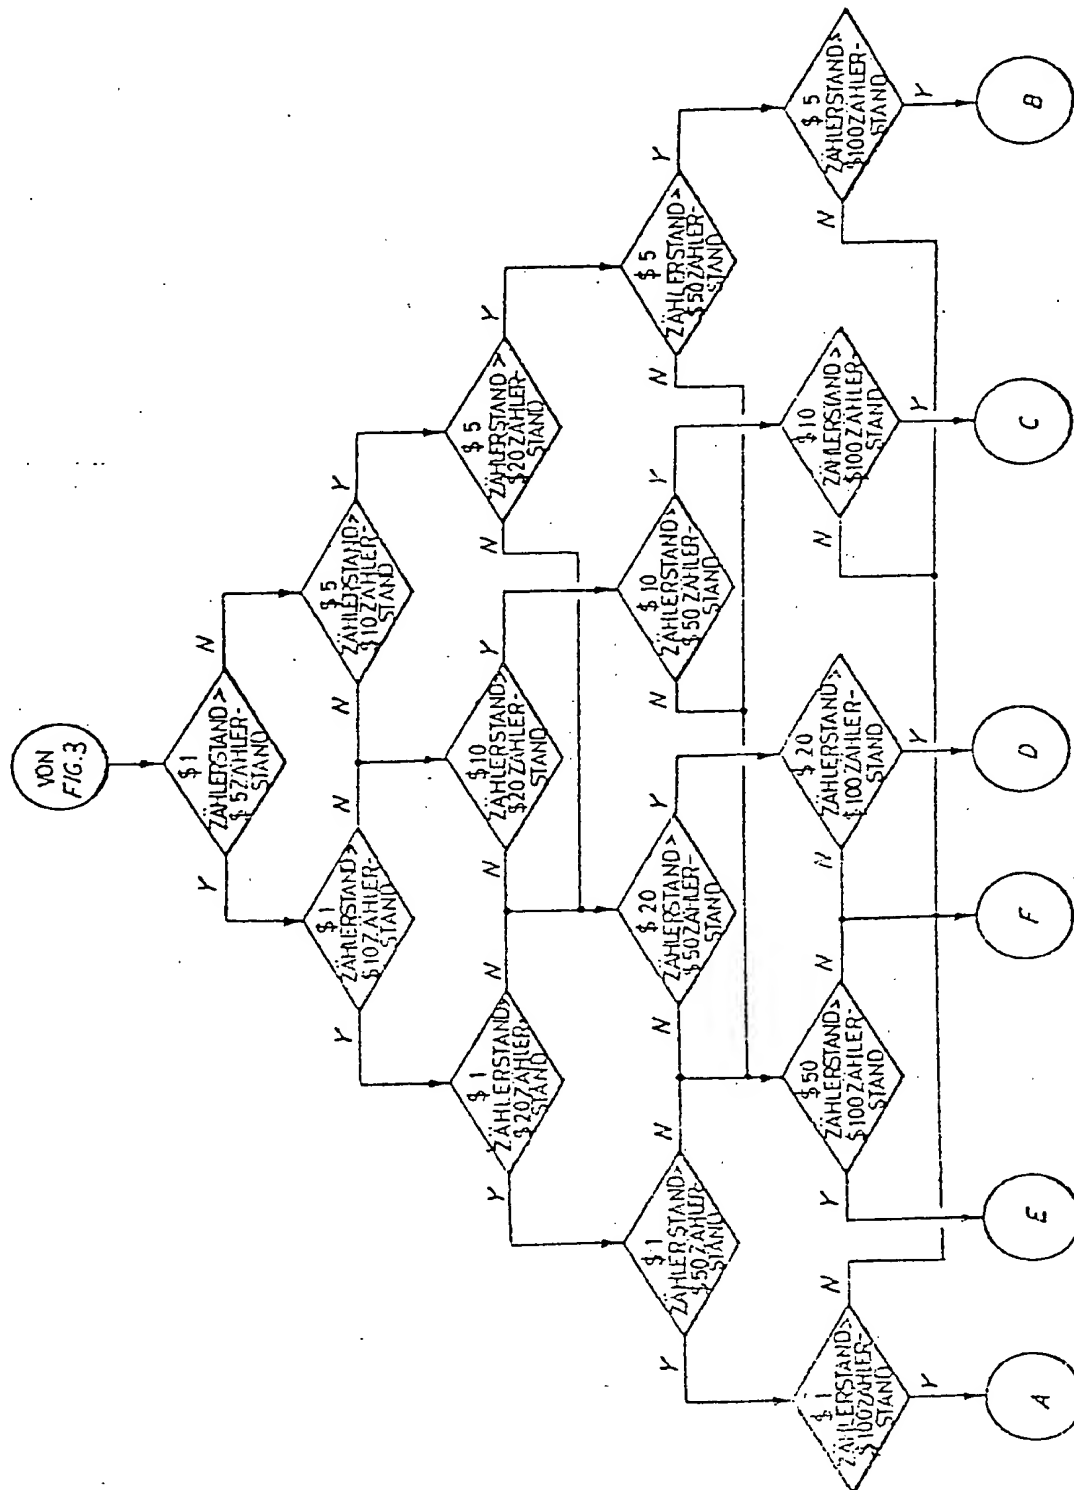 VON
FIG.3
$ 1
ZÄHLERSTAND >
$ 5 ZÄHLER-
STAND
Y
N
$ 1
ZÄHLERSTAND >
$10 ZÄHLER-
STAND
Y
N
$ 5
ZÄHLERSTAND >
$10 ZÄHLER-
STAND
N
Y
$ 1
ZÄHLERSTAND >
$20 ZÄHLER-
STAND
Y
N
$10
ZÄHLERSTAND >
$20 ZÄHLER-
STAND
N
Y
$ 5
ZÄHLERSTAND >
$20 ZÄHLER-
STAND
N
Y
$ 1
ZÄHLERSTAND >
$50 ZÄHLER-
STAND
Y
N
$ 20
ZÄHLERSTAND >
$50 ZÄHLER-
STAND
N
Y
$ 10
ZÄHLERSTAND >
$ 50 ZÄHLER-
STAND
N
Y
$ 5
ZÄHLERSTAND >
$ 50 ZÄHLER-
STAND
N
Y
$ 1
ZÄHLERSTAND >
$100 ZÄHLER-
STAND
Y
N
$ 50
ZÄHLERSTAND >
$100 ZÄHLER-
STAND
Y
N
$ 20
ZÄHLERSTAND >
$100 ZÄHLER-
STAND
N
Y
$10
ZÄHLERSTAND >
$100 ZÄHLER-
STAND
N
Y
$ 5
ZÄHLERSTAND >
$100 ZÄHLER-
STAND
N
Y
A
E
F
D
C
B